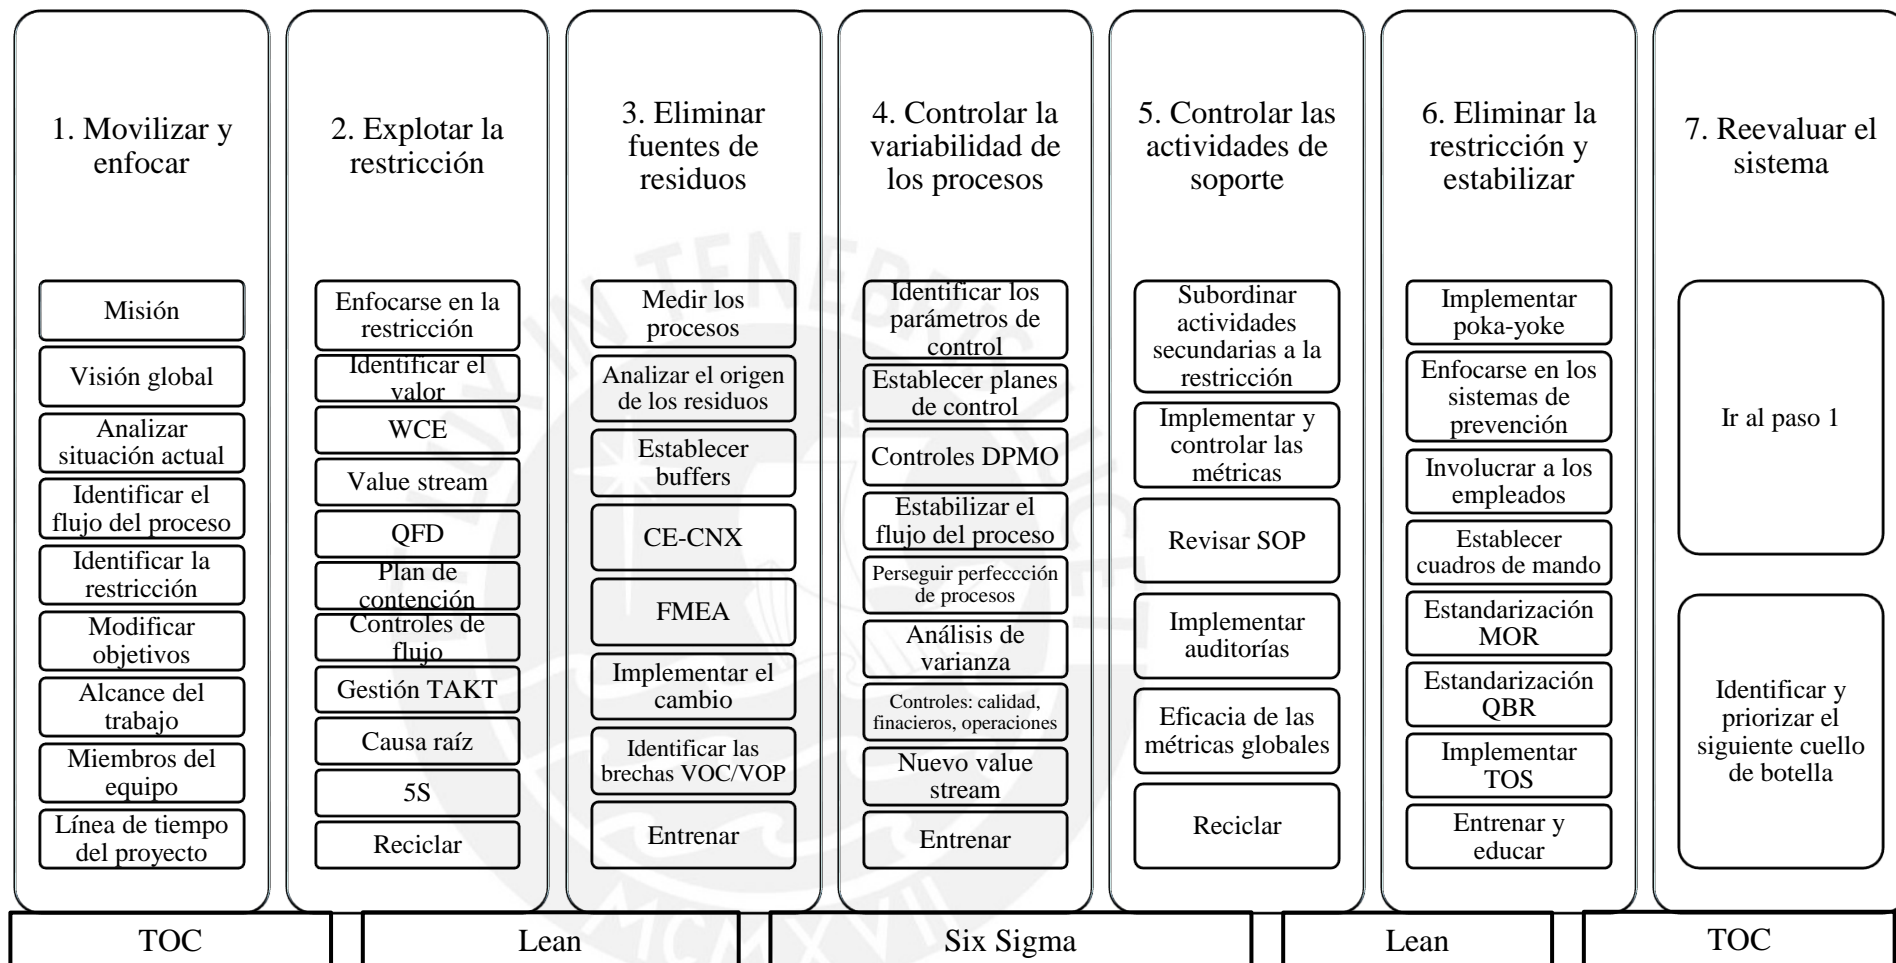 1. Movilizar y
enfocar
Misión
Visión global
Analizar
situación actual
Identificar el
flujo del proceso
Identificar la
restricción
Modificar
objetivos
Alcance del
trabajo
Miembros del
equipo
Línea de tiempo
del proyecto
2. Explotar la
restricción
Enfocarse en la
restricción
Identificar el
valor
WCE
Value stream
QFD
Plan de
contención
Controles de
flujo
Gestión TAKT
Causa raíz
5S
Reciclar
3. Eliminar
fuentes de
residuos
Medir los
procesos
Analizar el origen
de los residuos
Establecer
buffers
CE-CNX
FMEA
Implementar el
cambio
Identificar las
brechas VOC/VOP
Entrenar
4. Controlar la
variabilidad de
los procesos
Identificar los
parámetros de
control
Establecer planes
de control
Controles DPMO
Estabilizar el
flujo del proceso
Perseguir perfeccción
de procesos
Análisis de
varianza
Controles: calidad,
finacieros, operaciones
Nuevo value
stream
Entrenar
5. Controlar las
actividades de
soporte
Subordinar
actividades
secundarias a la
restricción
Implementar y
controlar las
métricas
Revisar SOP
Implementar
auditorías
Eficacia de las
métricas globales
Reciclar
6. Eliminar la
restricción y
estabilizar
Implementar
poka-yoke
Enfocarse en los
sistemas de
prevención
Involucrar a los
empleados
Establecer
cuadros de mando
Estandarización
MOR
Estandarización
QBR
Implementar
TOS
Entrenar y
educar
7. Reevaluar el
sistema
Ir al paso 1
Identificar y
priorizar el
siguiente cuello
de botella
TOC
Lean
Six Sigma
Lean
TOC
MCMXVII